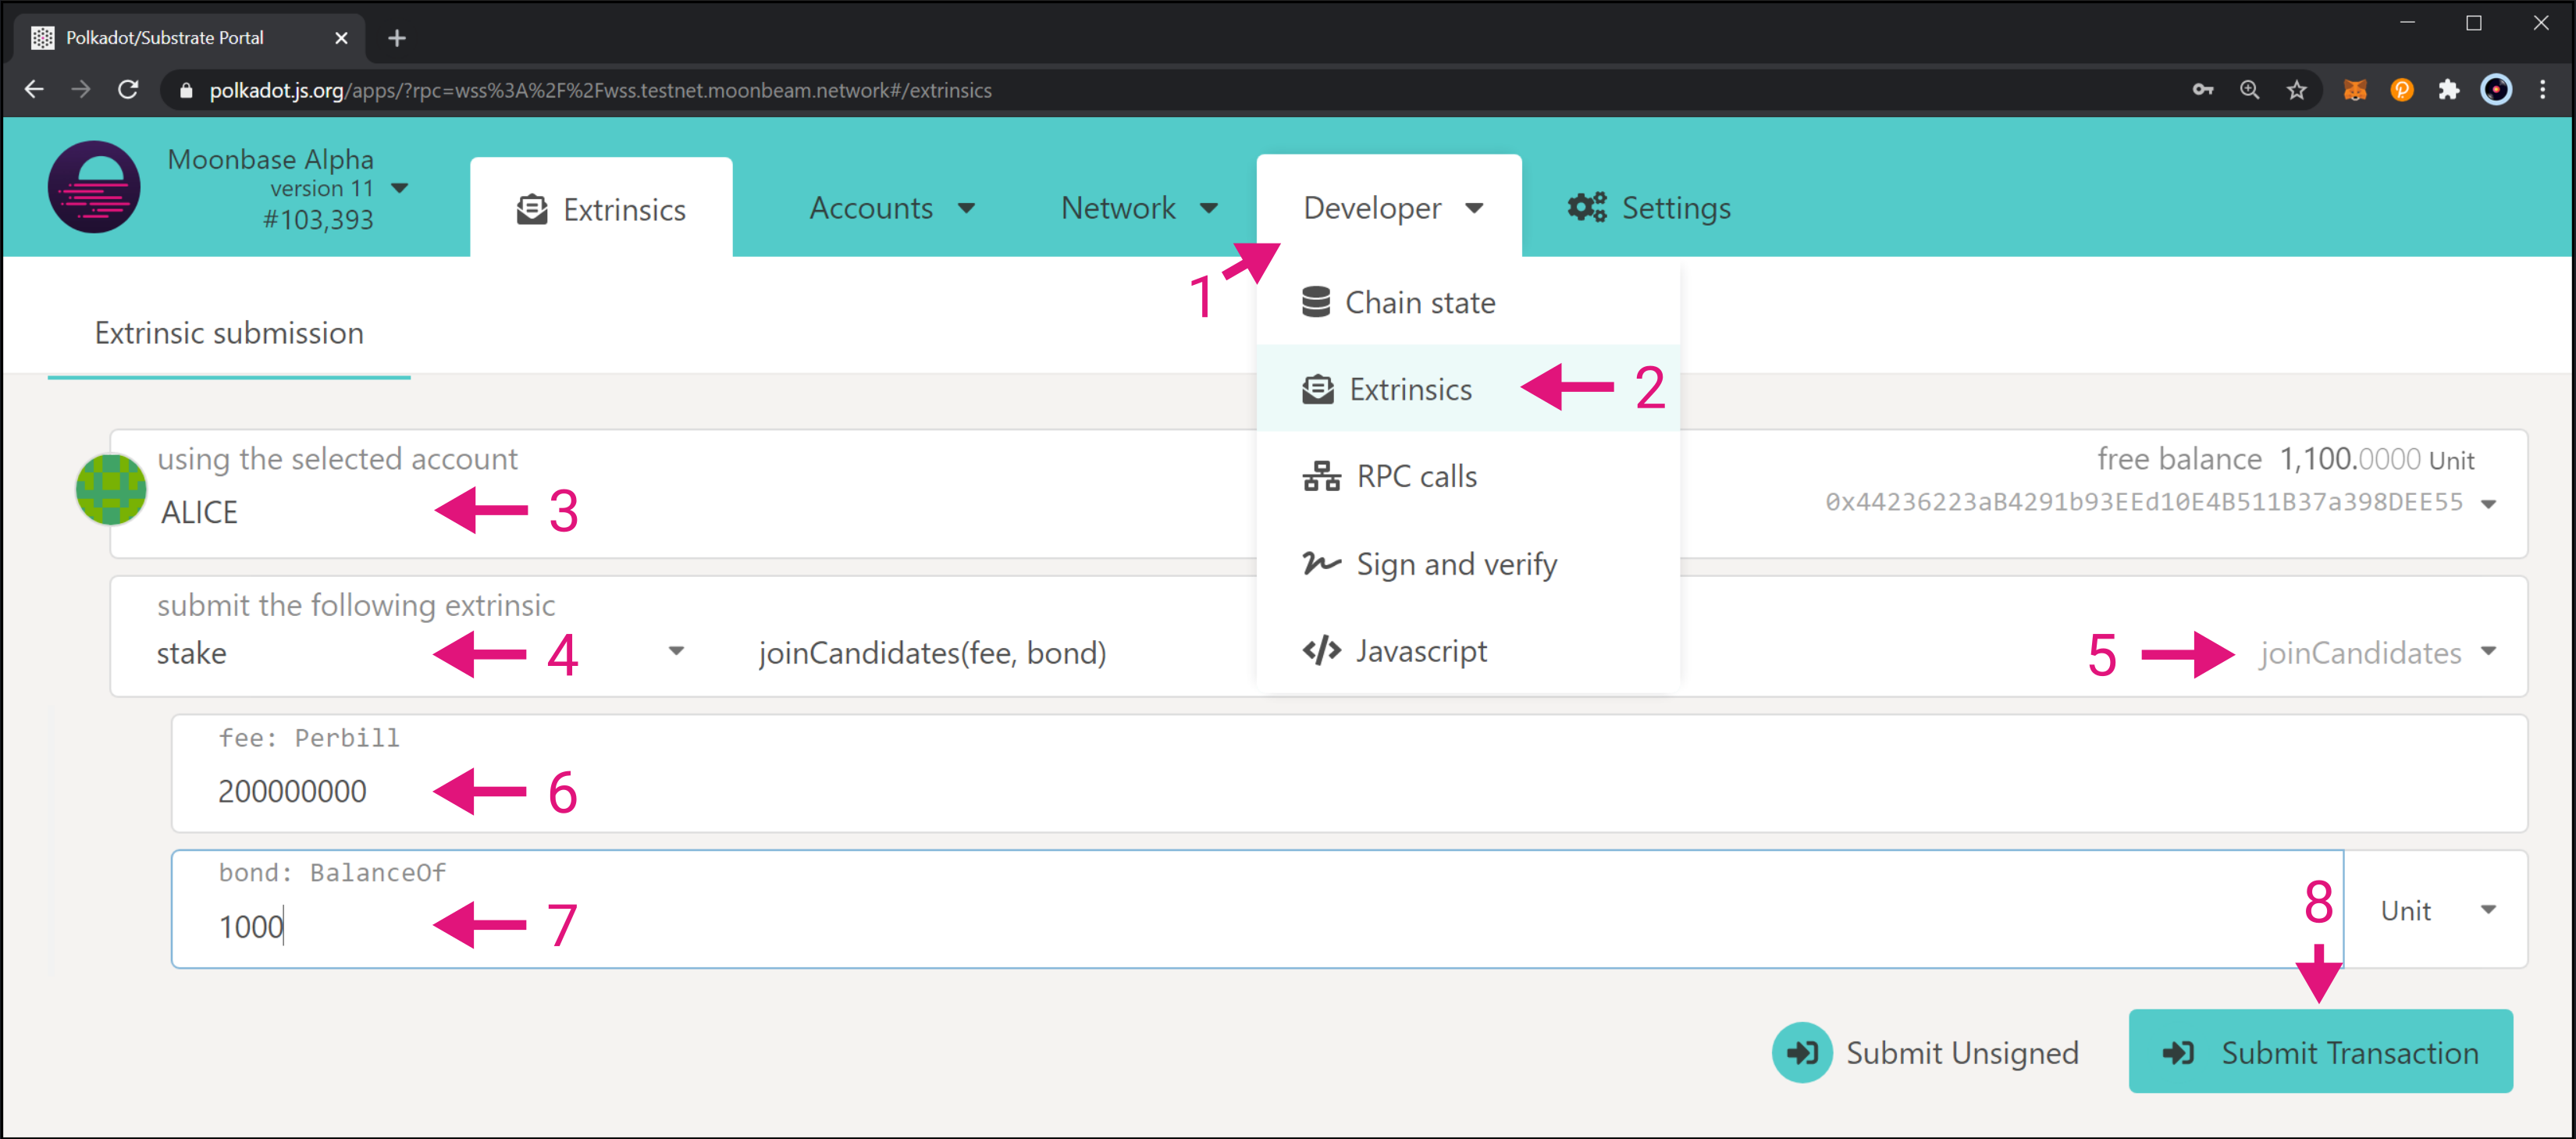 Polkadot/Substrate Portal
polkadot.js.org/apps/?rpc=wss%3A%2F%2Fwss.testnet.moonbeam.network#/extrinsics
Moonbase Alpha
version 11
#103,393
Extrinsics
Accounts
Network
Developer
Settings
1
Chain state
Extrinsic submission
Extrinsics
2
using the selected account
free balance 1,100.0000 Unit
ALICE
3
RPC calls
0x44236223aB4291b93EEd10E4B511B37a398DEE55
Sign and verify
submit the following extrinsic
stake
4
joinCandidates(fee, bond)
Javascript
5
joinCandidates
fee: Perbill
200000000
6
bond: BalanceOf
1000
7
Unit
8
Submit Unsigned
Submit Transaction